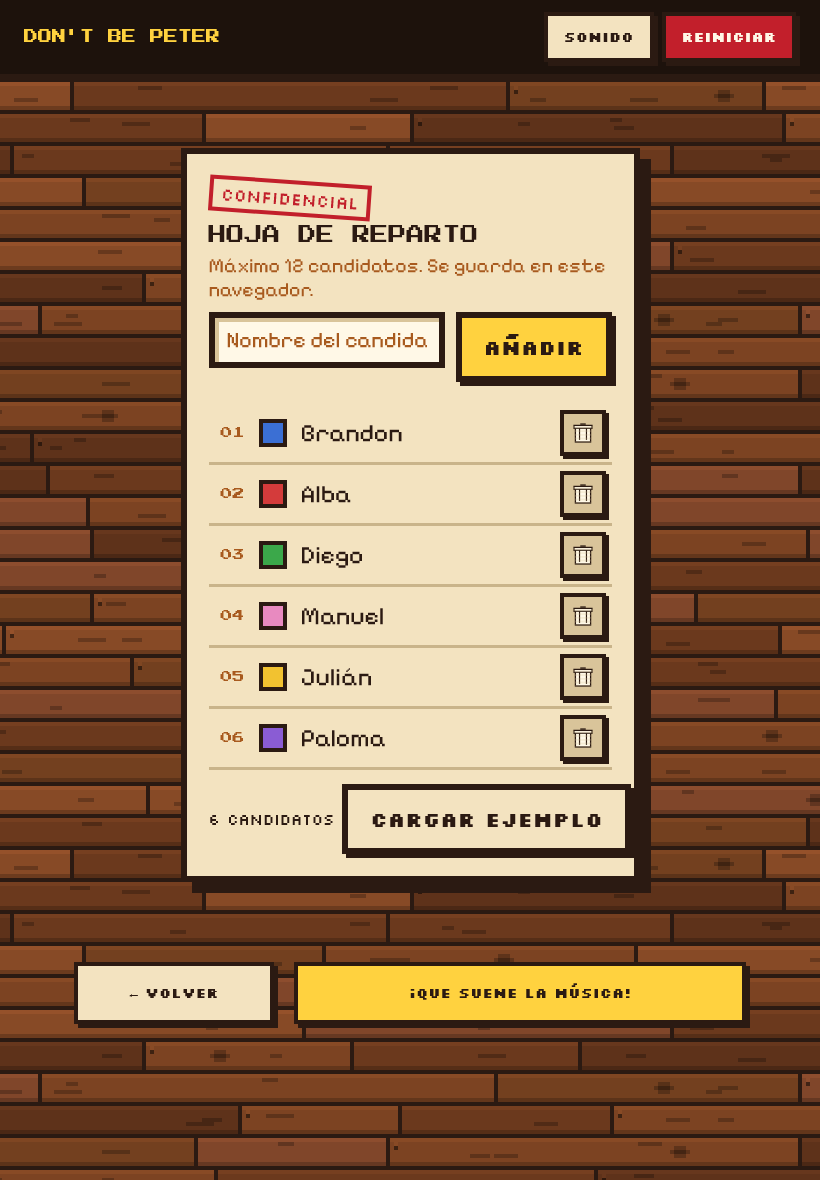 DON'T BE PETER
SONIDO
REINICIAR
CONFIDENCIAL
HOJA DE REPARTO
Máximo 12 candidatos. Se guarda en este
navegador.
Nombre del candida
AÑADIR
01 Brandon
02 Alba
03 Diego
04 Manuel
05 Julián
06 Paloma
6 CANDIDATOS
CARGAR EJEMPLO
← VOLVER
¡QUE SUENE LA MÚSICA!